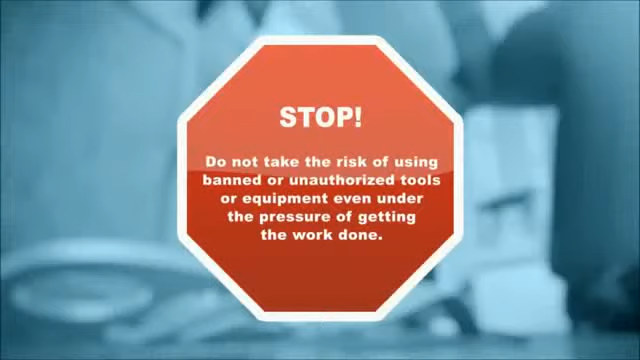 STOP!
Do not take the risk of using
banned or unauthorized tools
or equipment even under
the pressure of getting
the work done.